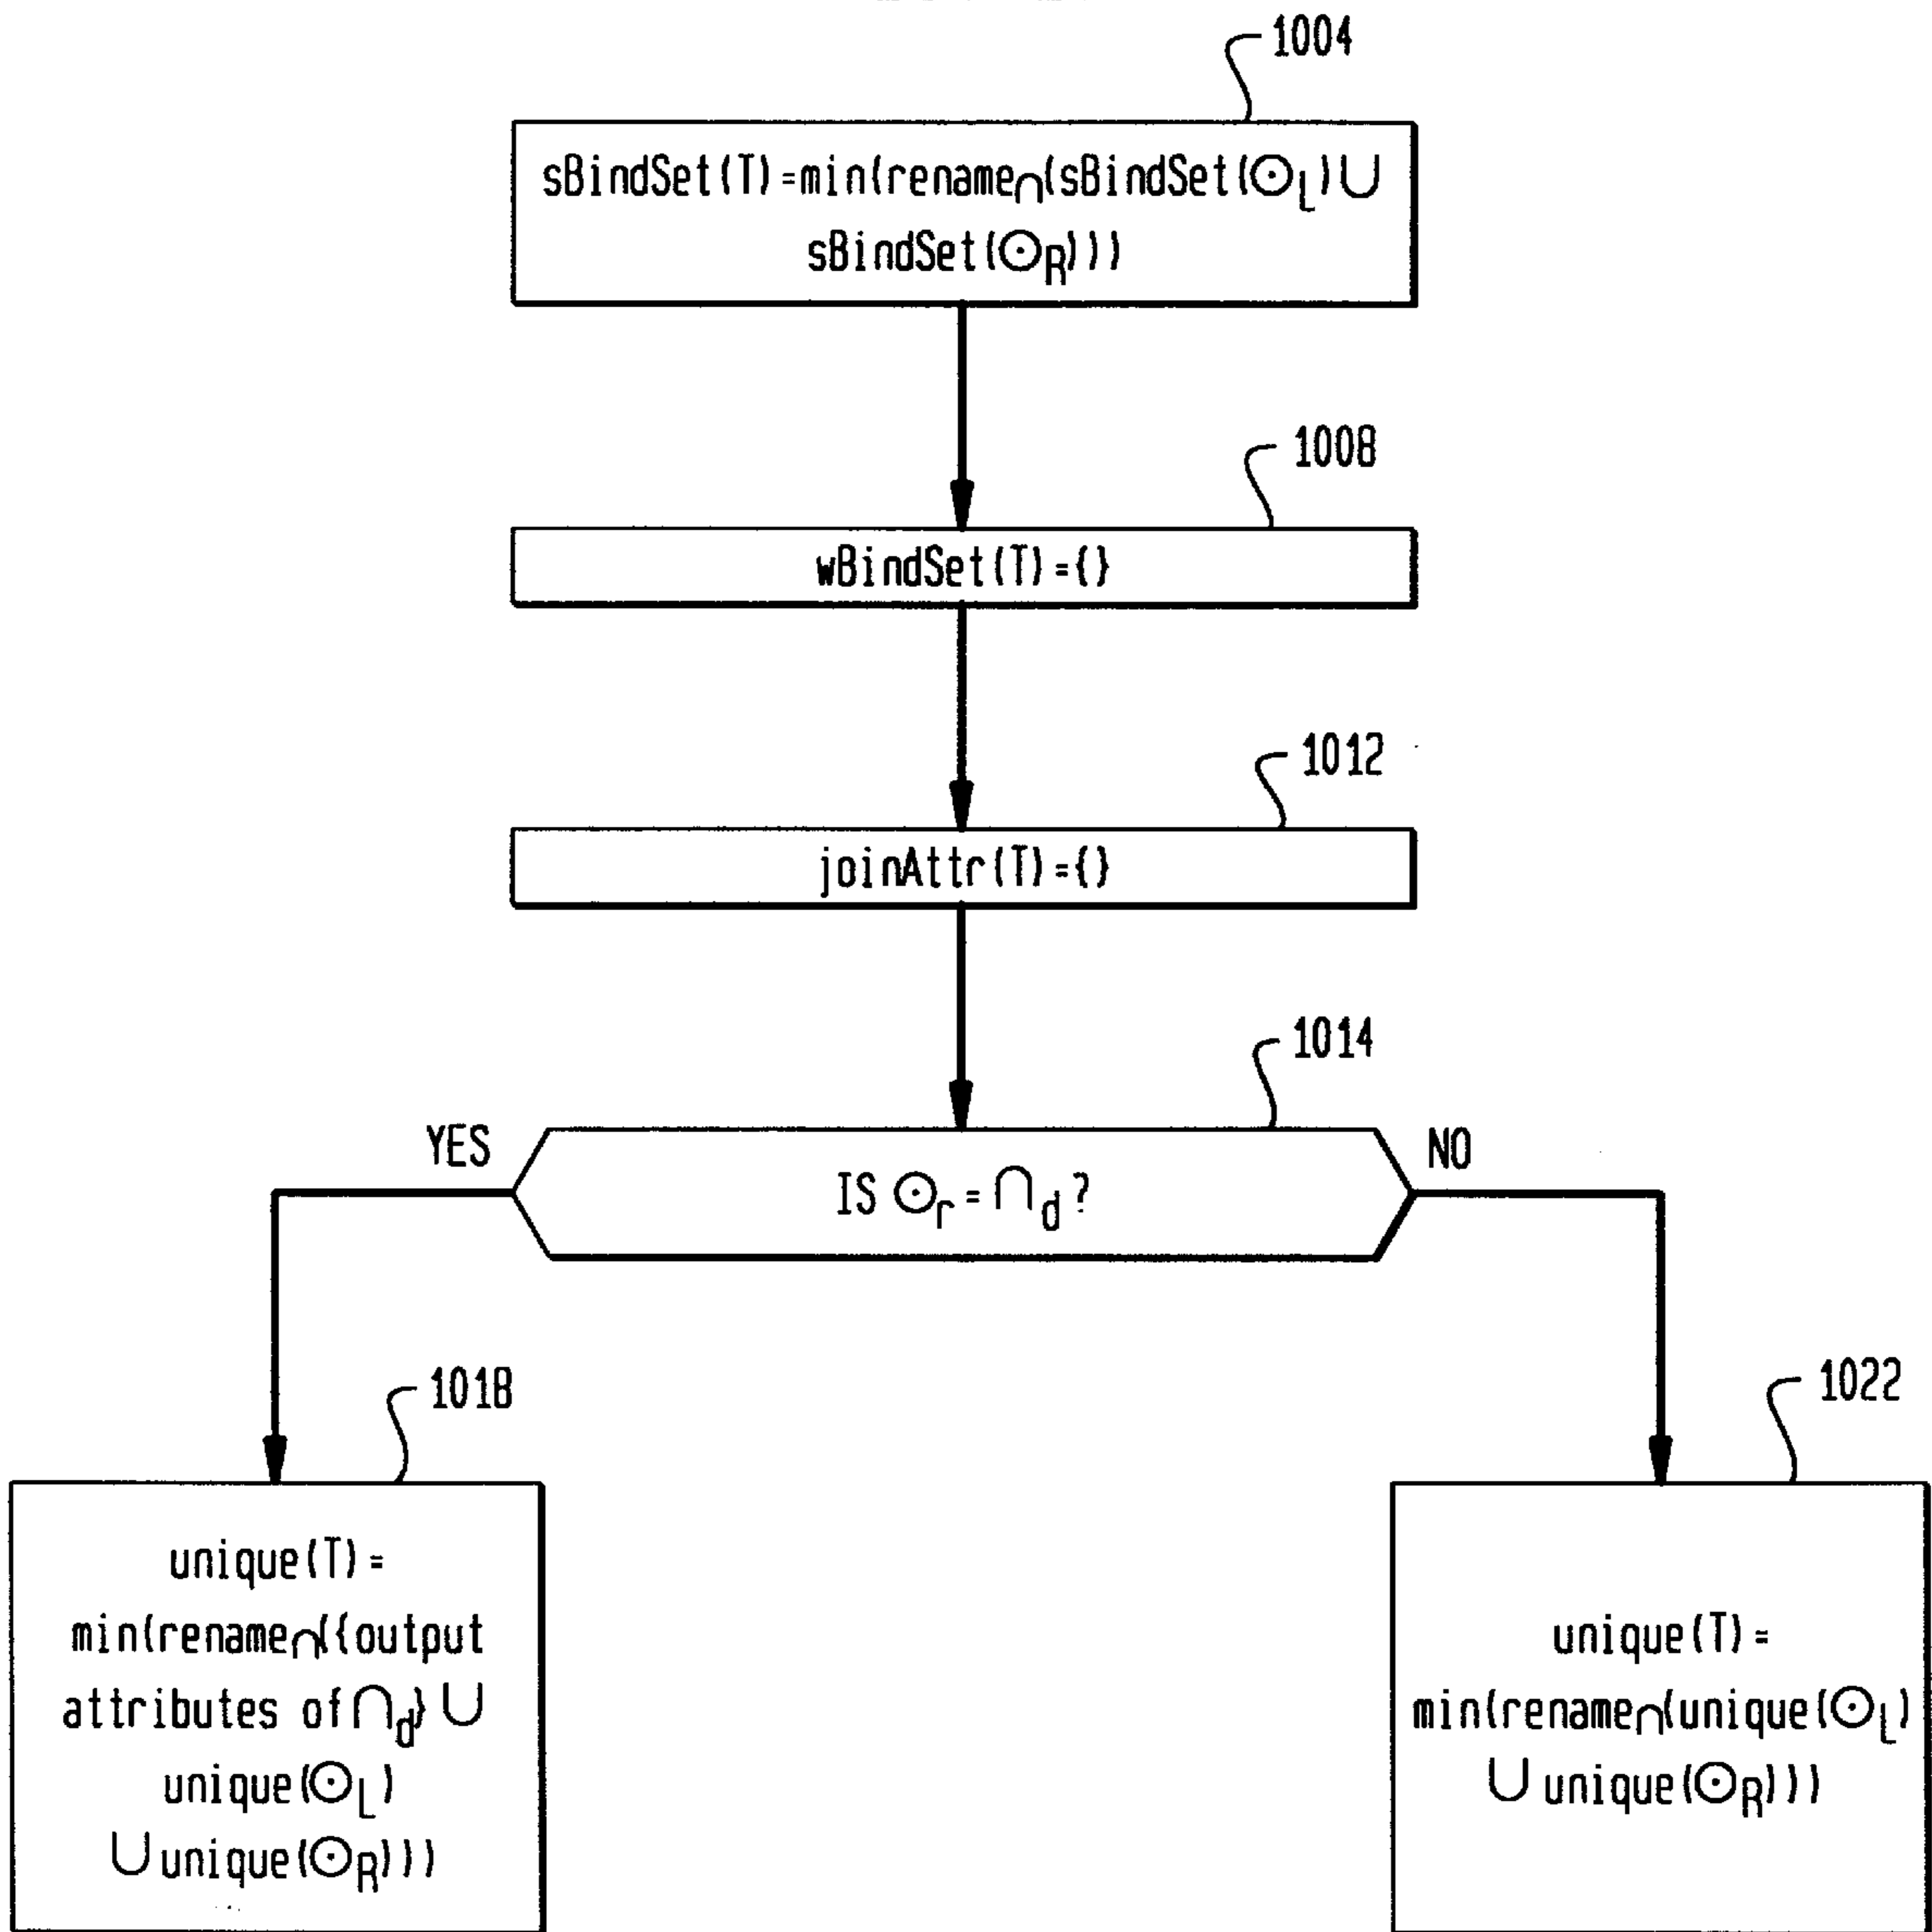 1004
sBindSet(T)=min(rename∩(sBindSet(⊙L)∪
sBindSet(⊙R)))
1008
wBindSet(T)={}
1012
joinAttr(T)={}
1014
YES
IS ⊙r=∩d?
NO
1018
unique(T)=
min(rename∩({output
attributes of ∩d}∪
unique(⊙L)
∪unique(⊙R)))
1022
unique(T)=
min(rename∩(unique(⊙L)
∪unique(⊙R)))